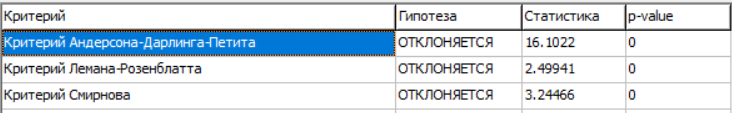 Критерий Гипотеза Статистика p-value
Критерий Андерсона-Дарлинга-Петита ОТКЛОНЯЕТСЯ 16.1022 0
Критерий Лемана-Розенблатта ОТКЛОНЯЕТСЯ 2.49941 0
Критерий Смирнова ОТКЛОНЯЕТСЯ 3.24466 0